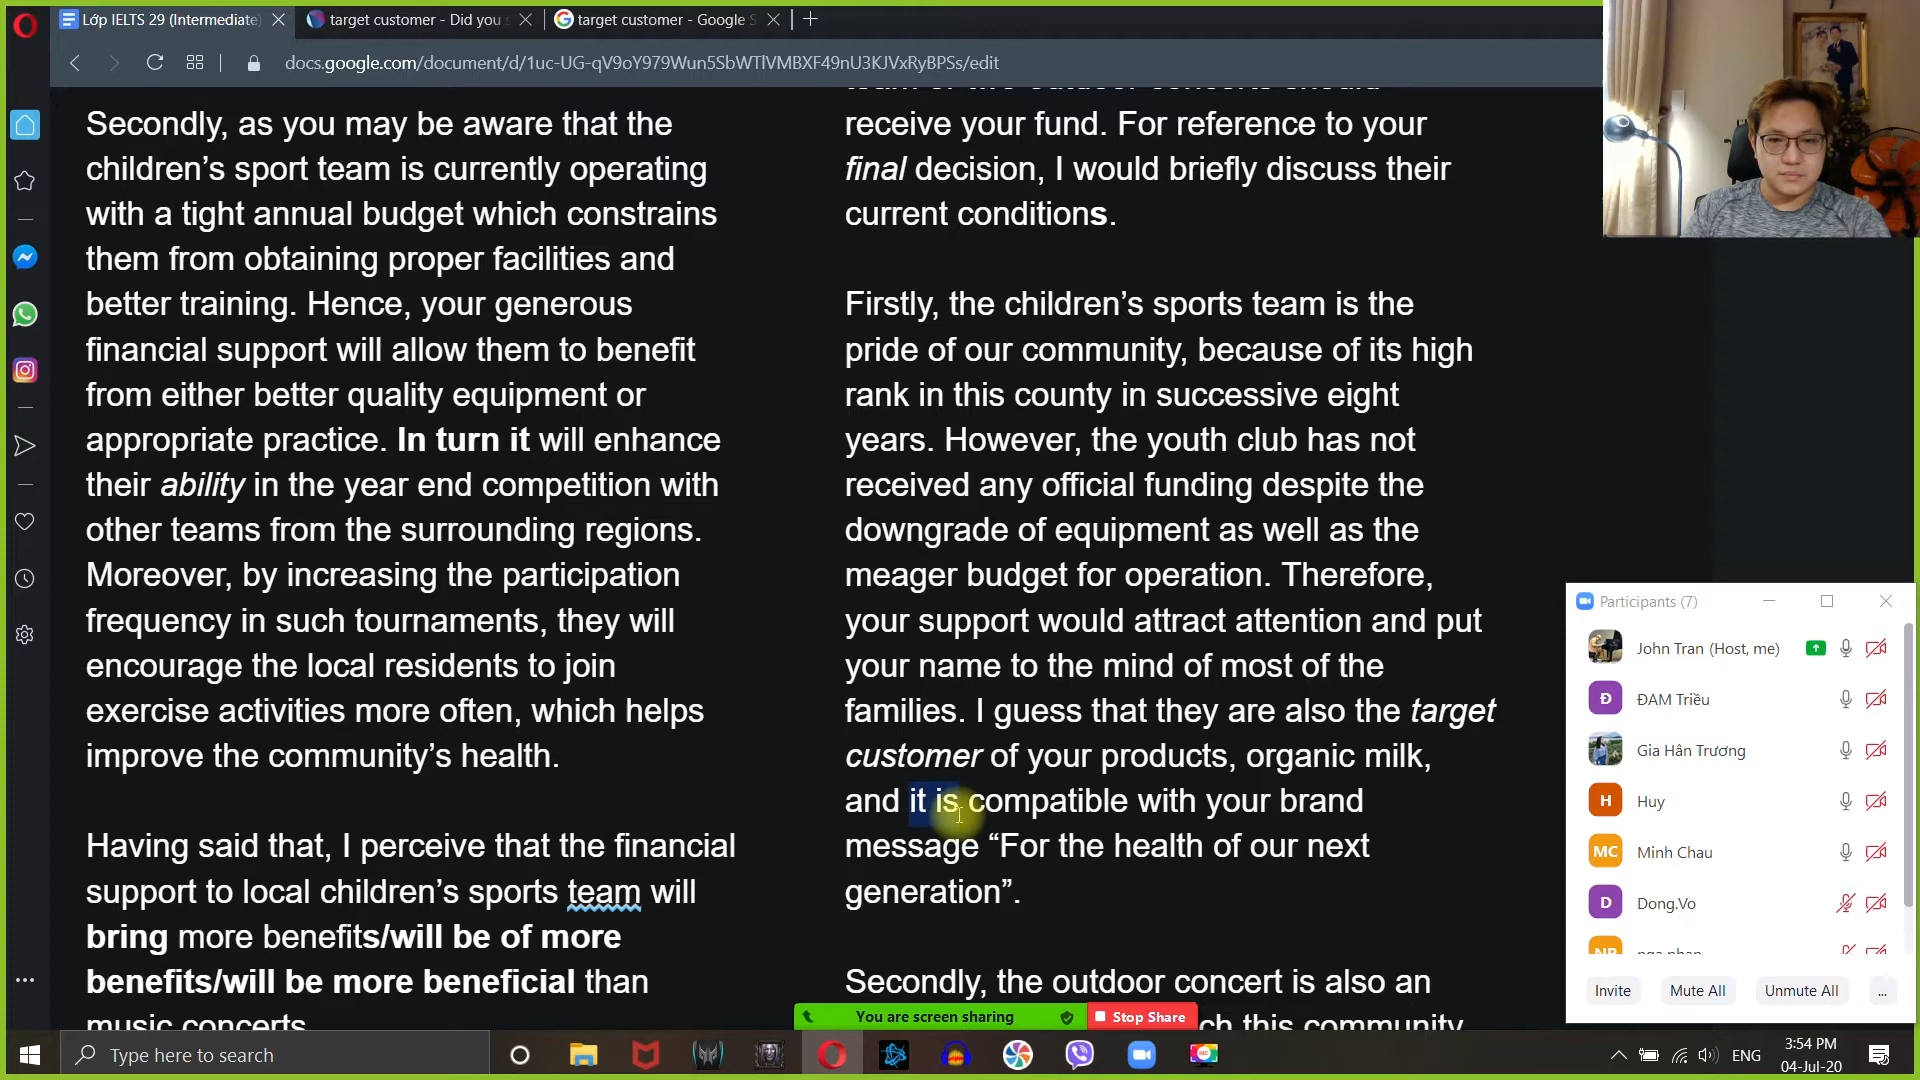 Lớp IELTS 29 (Intermediate)
target customer - Did you s
target customer - Google S
docs.google.com/document/d/1uc-UG-qV9oY979Wun5SbWTlVMBXF49nU3KJVxRyBPSs/edit
Secondly, as you may be aware that the
children’s sport team is currently operating
with a tight annual budget which constrains
them from obtaining proper facilities and
better training. Hence, your generous
financial support will allow them to benefit
from either better quality equipment or
appropriate practice. In turn it will enhance
their ability in the year end competition with
other teams from the surrounding regions.
Moreover, by increasing the participation
frequency in such tournaments, they will
encourage the local residents to join
exercise activities more often, which helps
improve the community’s health.
Having said that, I perceive that the financial
support to local children’s sports team will
bring more benefits/will be of more
benefits/will be more beneficial than
music concerts
receive your fund. For reference to your
final decision, I would briefly discuss their
current conditions.
Firstly, the children’s sports team is the
pride of our community, because of its high
rank in this county in successive eight
years. However, the youth club has not
received any official funding despite the
downgrade of equipment as well as the
meager budget for operation. Therefore,
your support would attract attention and put
your name to the mind of most of the
families. I guess that they are also the target
customer of your products, organic milk,
and it is compatible with your brand
message “For the health of our next
generation”.
Secondly, the outdoor concert is also an
ch this community
Participants (7)
John Tran (Host, me)
Đ ĐAM Triều
Gia Hân Trương
H Huy
MC Minh Chau
D Dong.Vo
NP nga phan
Invite Mute All Unmute All ...
You are screen sharing Stop Share
Type here to search
ENG
3:54 PM
04-Jul-20